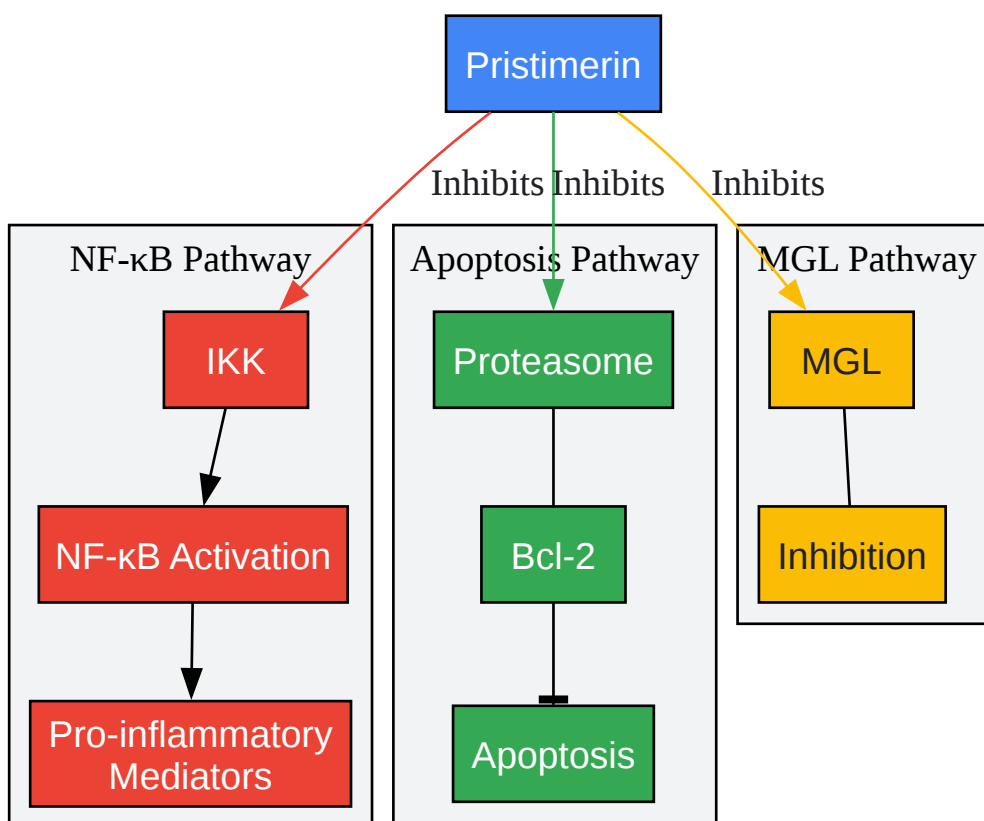 Pristimerin
Inhibits Inhibits Inhibits
NF-κB Pathway
Apoptosis Pathway
MGL Pathway
IKK
Proteasome
MGL
NF-κB Activation
Bcl-2
Inhibition
Pro-inflammatory
Mediators
Apoptosis